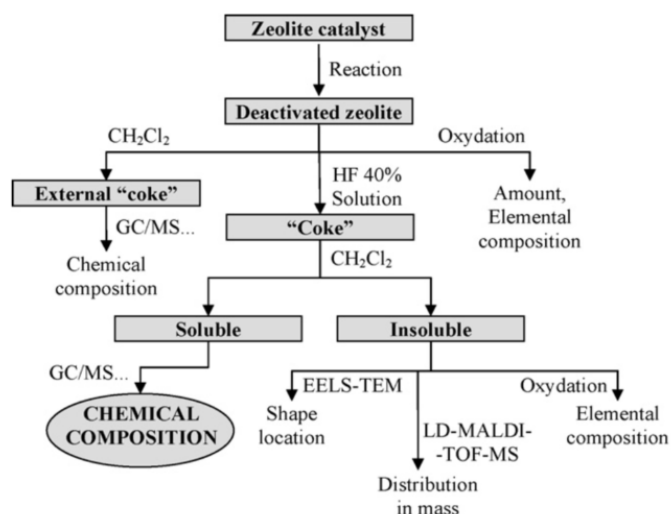 Zeolite catalyst
Reaction
Deactivated zeolite
CH₂Cl₂
Oxydation
HF 40%
Solution
External “coke”
Amount,
Elemental
composition
GC/MS...
“Coke”
Chemical
composition
CH₂Cl₂
Soluble
Insoluble
GC/MS...
EELS-TEM
Oxydation
CHEMICAL
COMPOSITION
Shape
location
LD-MALDI-
-TOF-MS
Elemental
composition
Distribution
in mass